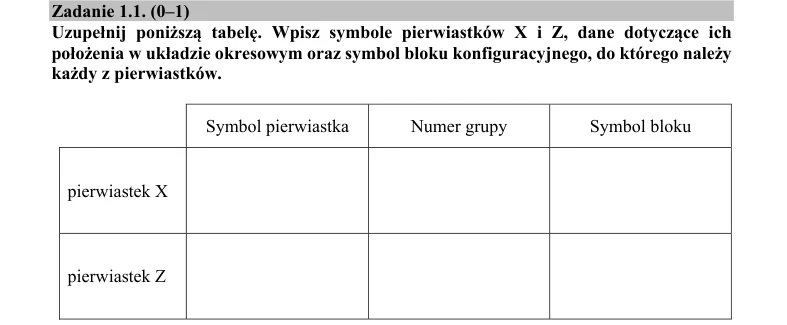 Zadanie 1.1. (0–1)
Uzupełnij poniższą tabelę. Wpisz symbole pierwiastków X i Z, dane dotyczące ich
położenia w układzie okresowym oraz symbol bloku konfiguracyjnego, do którego należy
każdy z pierwiastków.
Symbol pierwiastka Numer grupy Symbol bloku
pierwiastek X
pierwiastek Z